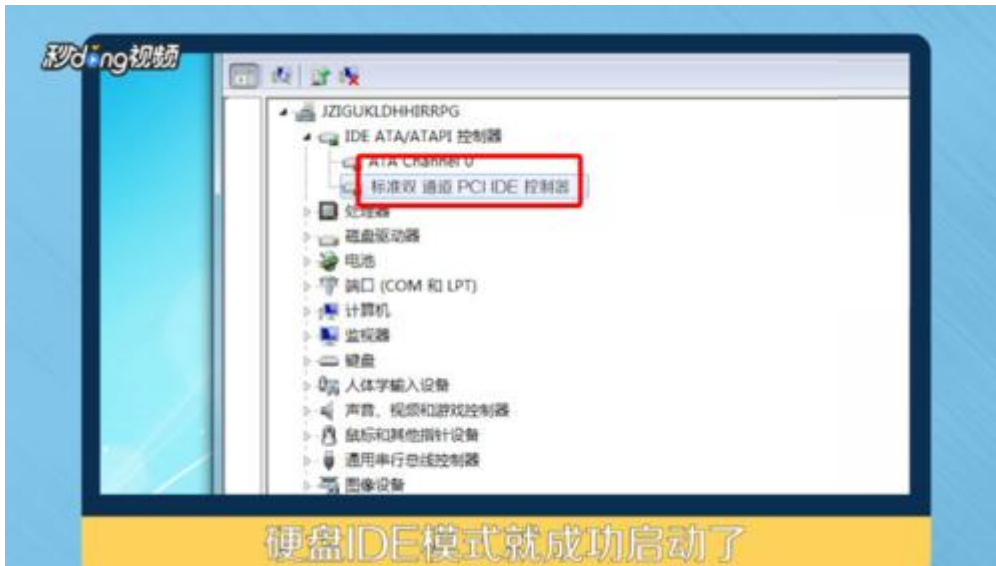 秒dong视频
JZIGUKLDHHIRRPG
IDE ATA/ATAPI 控制器
ATA Channel 0
标准双 通道 PCI IDE 控制器
处理器
磁盘驱动器
电池
端口 (COM 和 LPT)
计算机
监视器
键盘
人体学输入设备
声音、视频和游戏控制器
鼠标和其他指针设备
通用串行总线控制器
图像设备
硬盘IDE模式就成功启动了